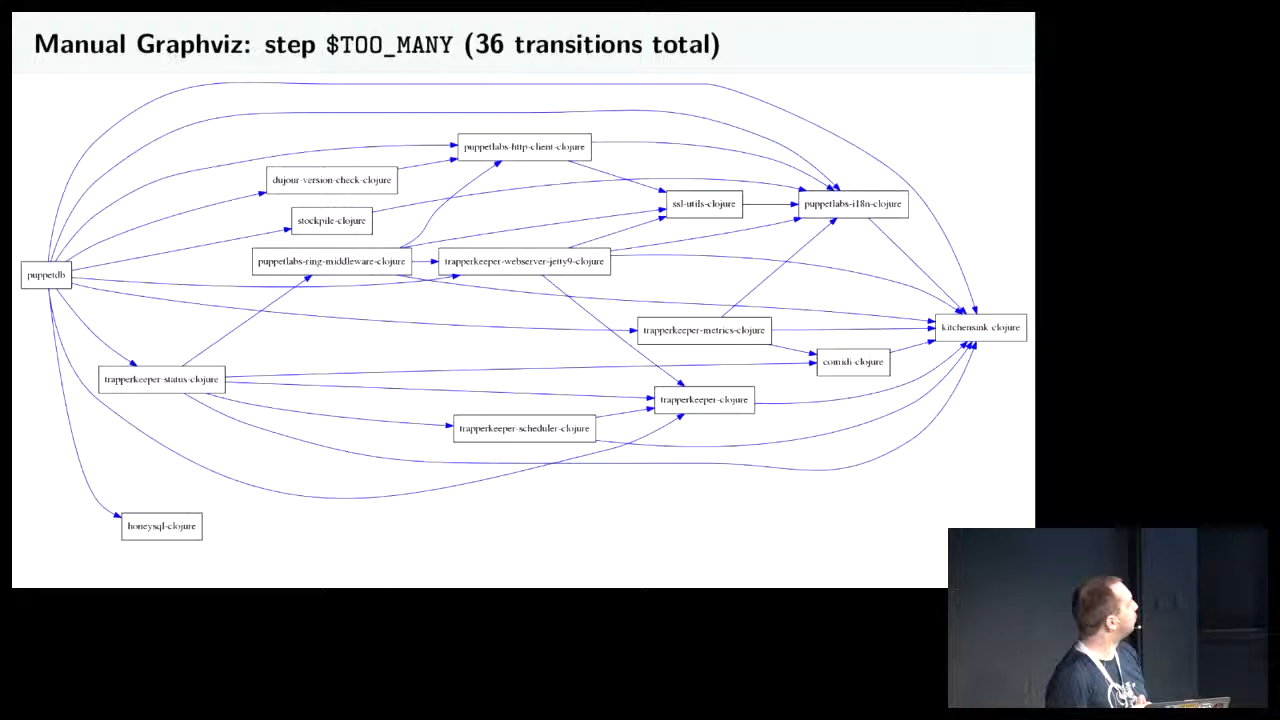 Manual Graphviz: step $TOO_MANY (36 transitions total)
puppetlabs-http-client-clojure
dujour-version-check-clojure
ssl-utils-clojure
puppetlabs-i18n-clojure
stockpile-clojure
puppetlabs-ring-middleware-clojure
trapperkeeper-webserver-jetty9-clojure
puppetdb
kitchensink-clojure
trapperkeeper-metrics-clojure
comidi-clojure
trapperkeeper-status-clojure
trapperkeeper-clojure
trapperkeeper-scheduler-clojure
honeysql-clojure